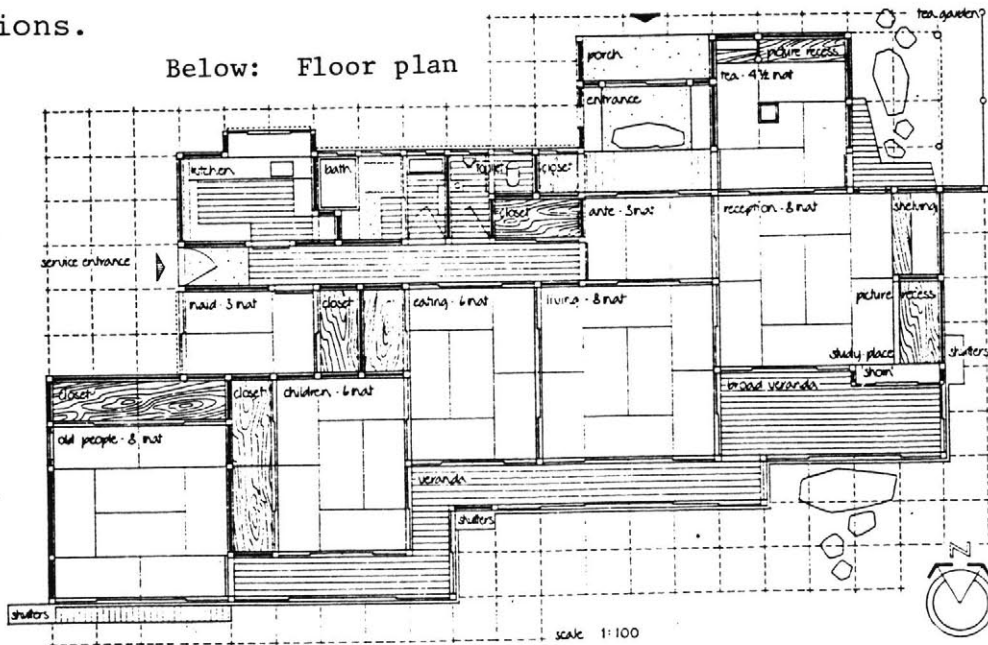 ions.
Below: Floor plan
tea garden
porch
picture recess
tea · 4½ mat
entrance
kitchen
bath
toilet
closet
closet
ante · 3 mat
reception · 8 mat
shelving
service entrance
maid · 3 mat
closet
eating · 6 mat
living · 8 mat
picture recess
study place
shutters
shoin
closet
closet
children · 6 mat
broad veranda
old people · 8 mat
veranda
shutters
shutters
scale 1:100
N